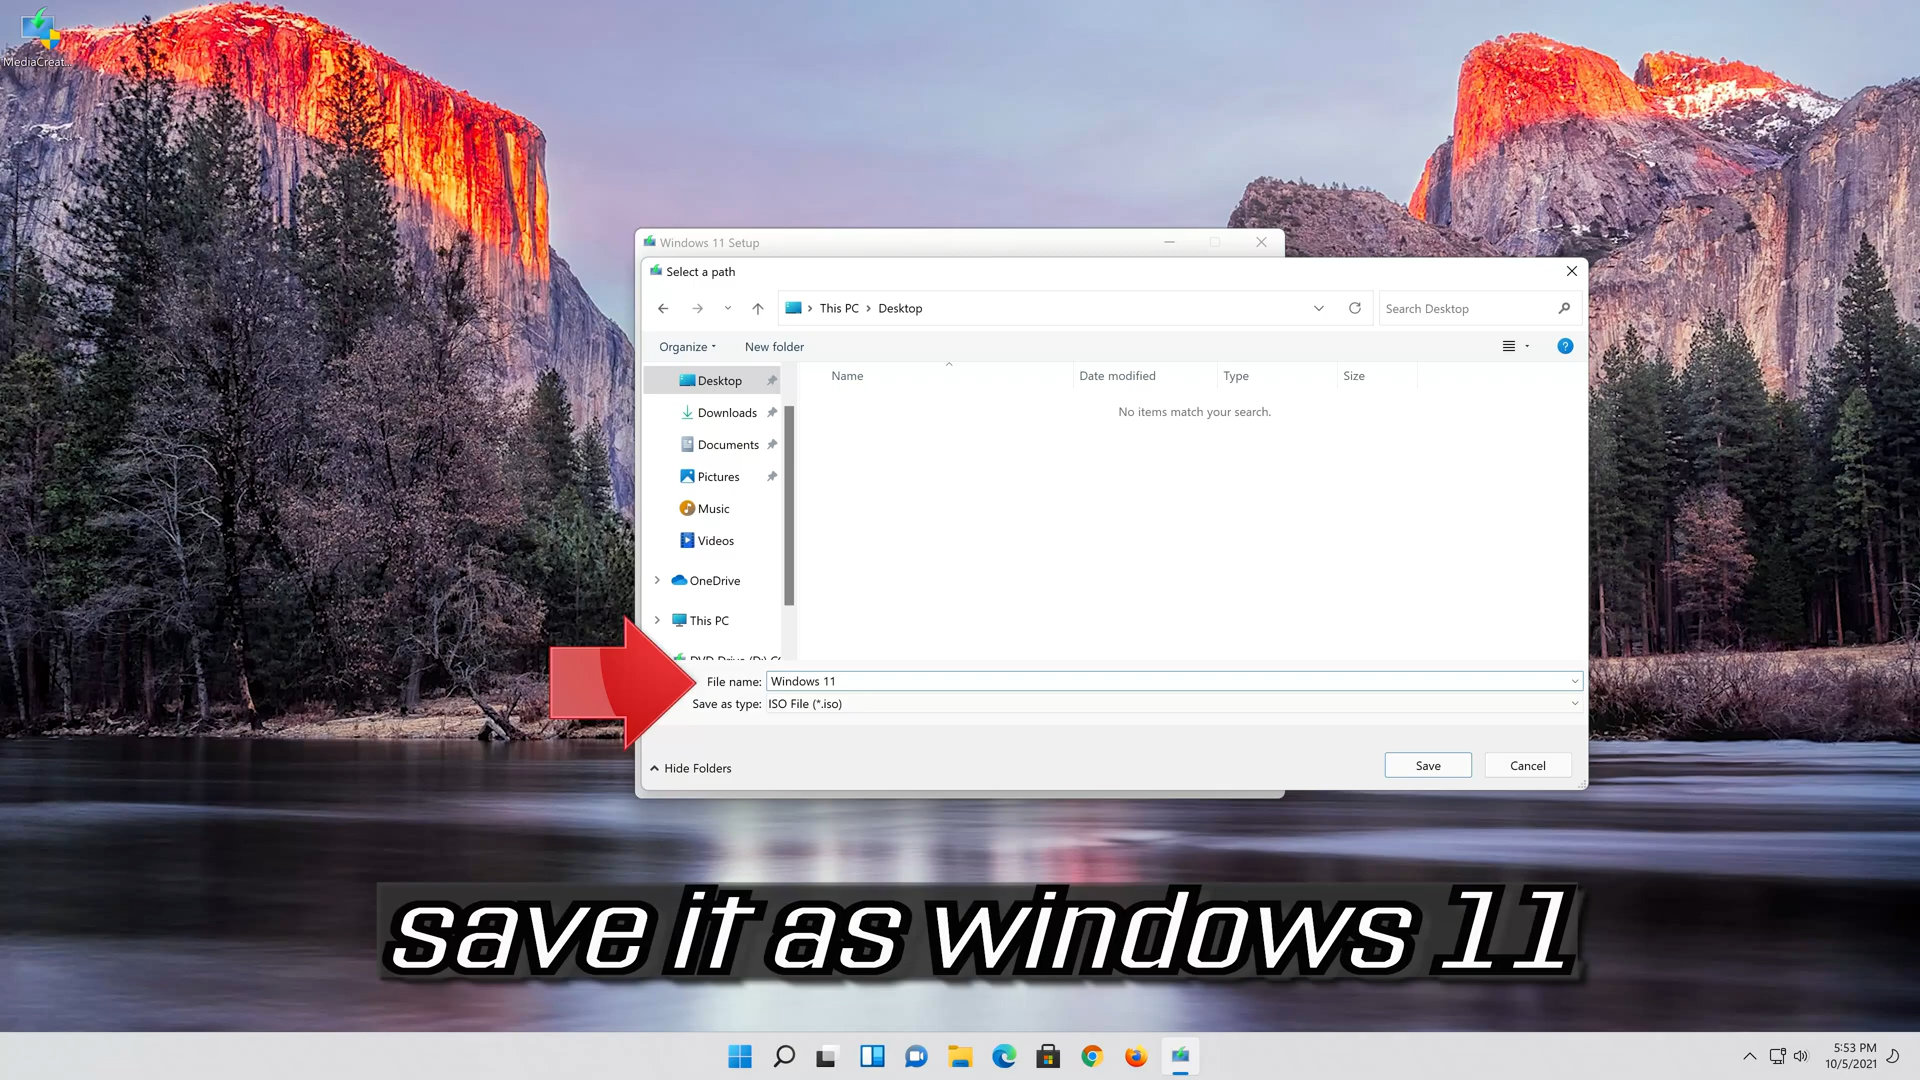 MediaCreat...
Windows 11 Setup
Select a path
This PC
Desktop
Search Desktop
Organize
New folder
Name
Date modified
Type
Size
No items match your search.
Desktop
Downloads
Documents
Pictures
Music
Videos
OneDrive
This PC
File name: Windows 11
Save as type: ISO File (*.iso)
Hide Folders
Save
Cancel
save it as windows 11
5:53 PM
10/5/2021